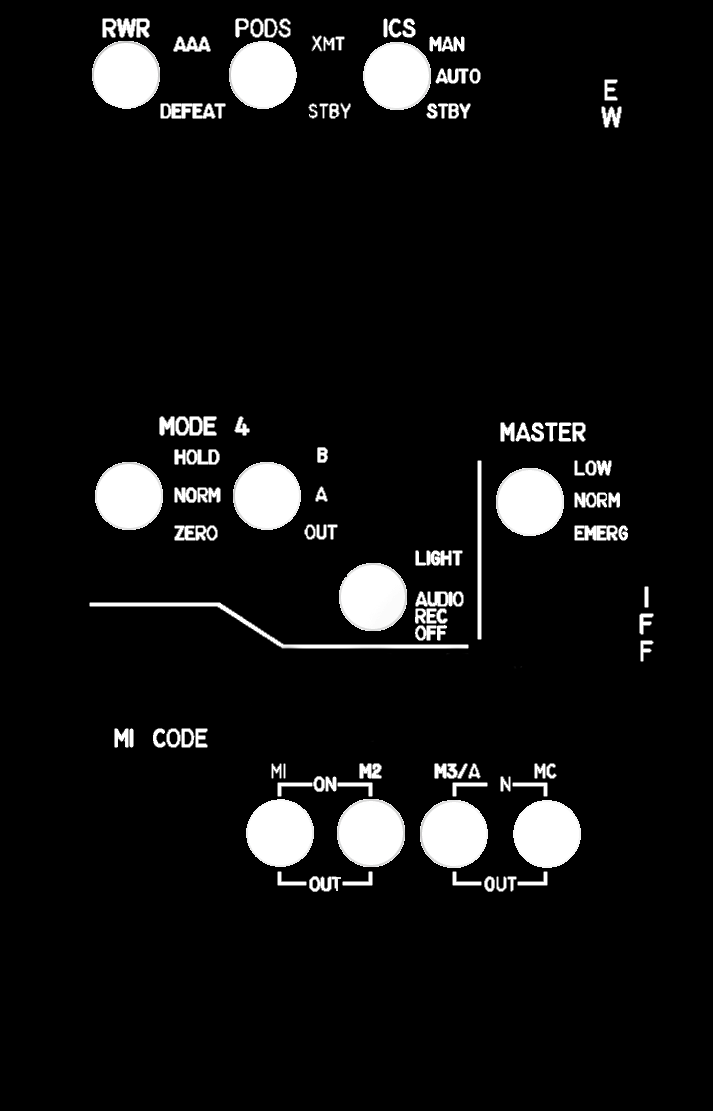 RWR PODS ICS
AAA XMT MAN
AUTO
DEFEAT STBY STBY
E
W
MODE 4
MASTER
HOLD B LOW
NORM A NORM
ZERO OUT EMERG
LIGHT
AUDIO
REC
OFF
I
F
F
MI CODE
MI M2 M3/A MC
ON N
OUT OUT